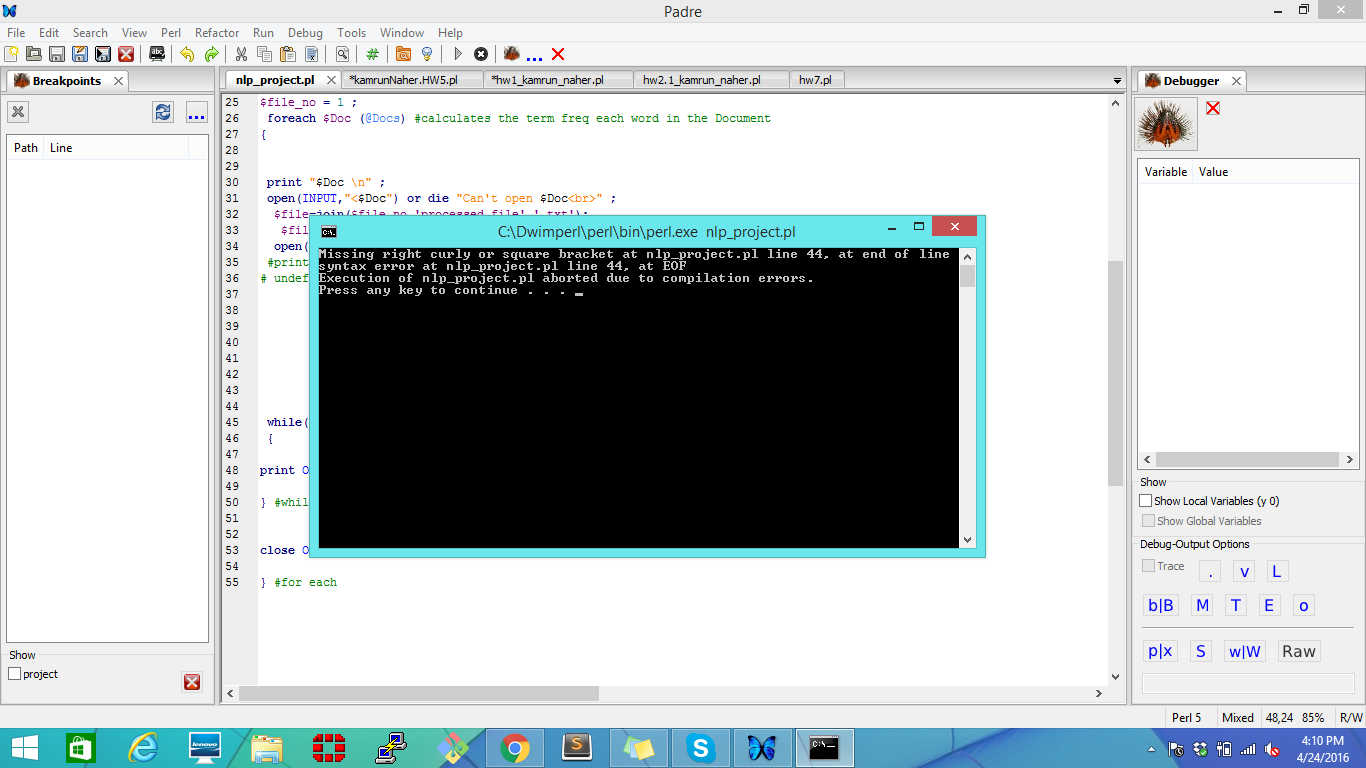 Padre
File Edit Search View Perl Refactor Run Debug Tools Window Help
Breakpoints
nlp_project.pl
*kamrunNaher.HW5.pl
*hw1_kamrun_naher.pl
hw2.1_kamrun_naher.pl
hw7.pl
Debugger
Path Line
Show
project
25 $file_no = 1 ;
26 foreach $Doc (@Docs) #calculates the term freq each word in the Document
27 {
28
29
30 print "$Doc \n" ;
31 open(INPUT,"<$Doc") or die "Can't open $Doc<br>" ;
32 $file=join($file_no,'processed_file','.txt');
33 $fil
34 open(
35 #print
36 # undef
37
38
39
40
41
42
43
44
45 while(
46 {
47
48 print O
49
50 } #whil
51
52
53 close O
54
55 } #for each
C:\Dwimperl\perl\bin\perl.exe nlp_project.pl
Missing right curly or square bracket at nlp_project.pl line 44, at end of line
syntax error at nlp_project.pl line 44, at EOF
Execution of nlp_project.pl aborted due to compilation errors.
Press any key to continue . . . _
Variable Value
Show
Show Local Variables (y 0)
Show Global Variables
Debug-Output Options
Trace . v L
b|B M T E o
p|x S w|W Raw
Perl 5 Mixed 48,24 85% R/W
lenovo
4:10 PM
4/24/2016